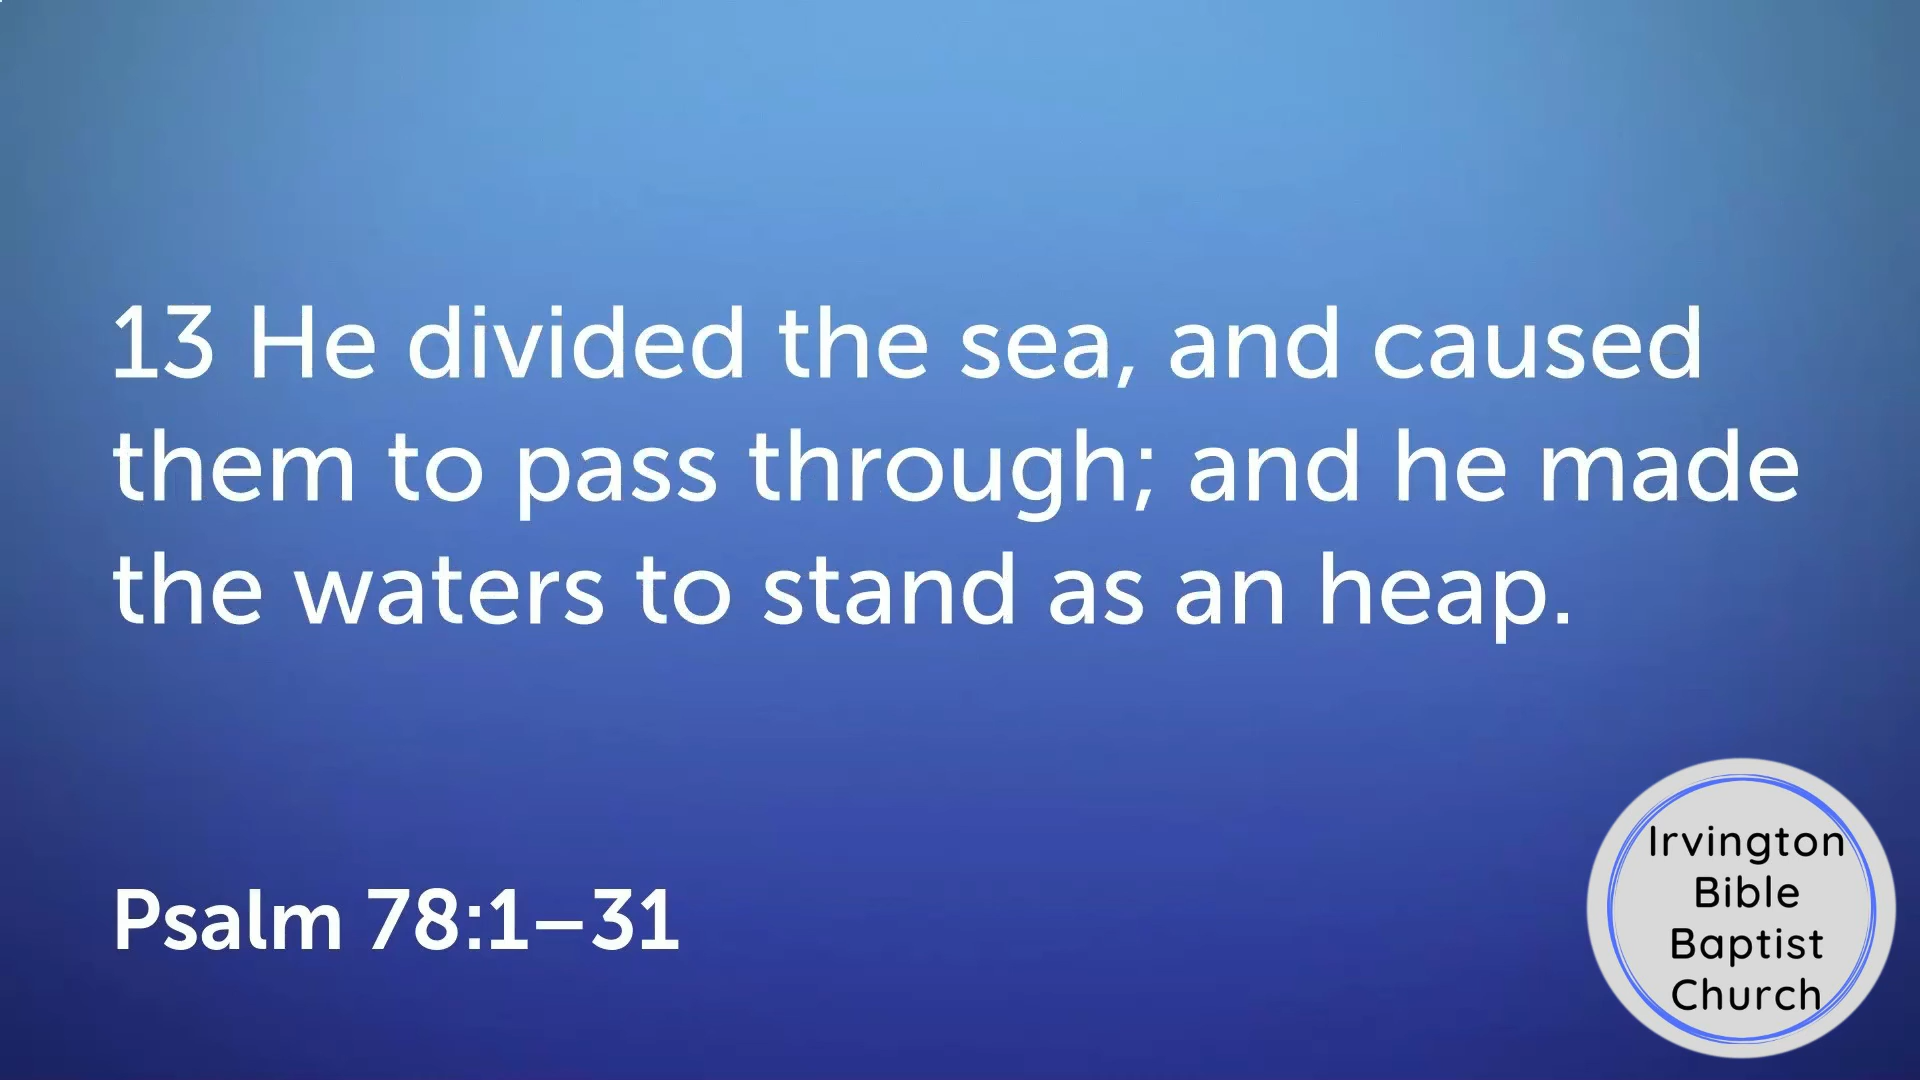 13 He divided the sea, and caused
them to pass through; and he made
the waters to stand as an heap.
Psalm 78:1–31
Irvington
Bible
Baptist
Church